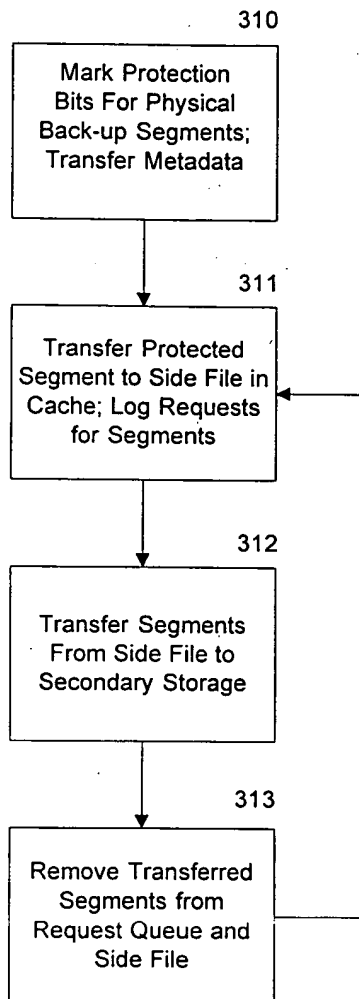 310
Mark Protection
Bits For Physical
Back-up Segments;
Transfer Metadata
311
Transfer Protected
Segment to Side File in
Cache; Log Requests
for Segments
312
Transfer Segments
From Side File to
Secondary Storage
313
Remove Transferred
Segments from
Request Queue and
Side File